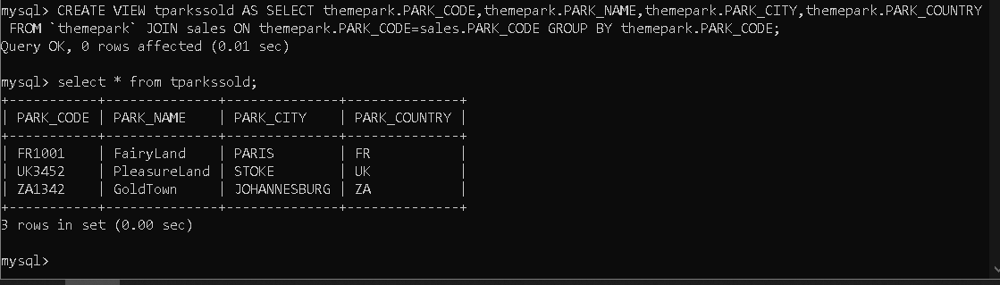 mysql> CREATE VIEW tparkssold AS SELECT themepark.PARK_CODE,themepark.PARK_NAME,themepark.PARK_CITY,themepark.PARK_COUNTRY
 FROM `themepark` JOIN sales ON themepark.PARK_CODE=sales.PARK_CODE GROUP BY themepark.PARK_CODE;
Query OK, 0 rows affected (0.01 sec)

mysql> select * from tparkssold;
+-----------+--------------+--------------+--------------+
| PARK_CODE | PARK_NAME    | PARK_CITY    | PARK_COUNTRY |
+-----------+--------------+--------------+--------------+
| FR1001    | FairyLand    | PARIS        | FR           |
| UK3452    | PleasureLand | STOKE        | UK           |
| ZA1342    | GoldTown     | JOHANNESBURG | ZA           |
+-----------+--------------+--------------+--------------+
3 rows in set (0.00 sec)

mysql>